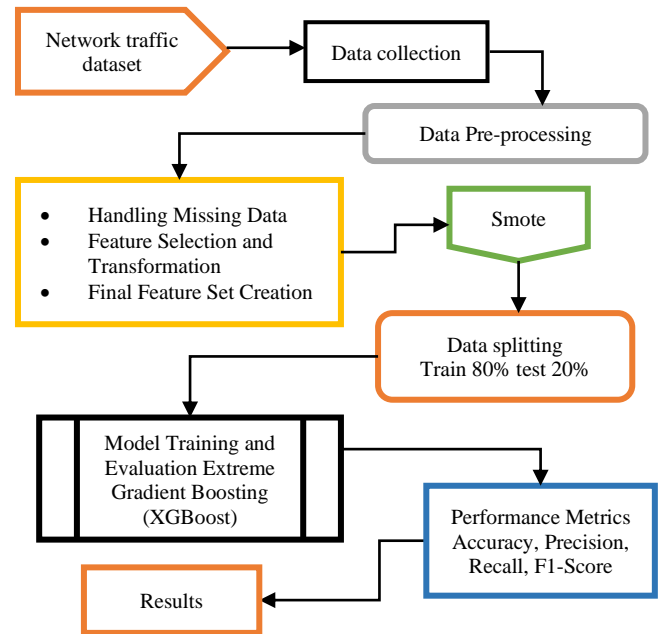 Network traffic
dataset
Data collection
Data Pre-processing
• Handling Missing Data
• Feature Selection and
Transformation
• Final Feature Set Creation
Smote
Data splitting
Train 80% test 20%
Model Training and
Evaluation Extreme
Gradient Boosting
(XGBoost)
Performance Metrics
Accuracy, Precision,
Recall, F1-Score
Results